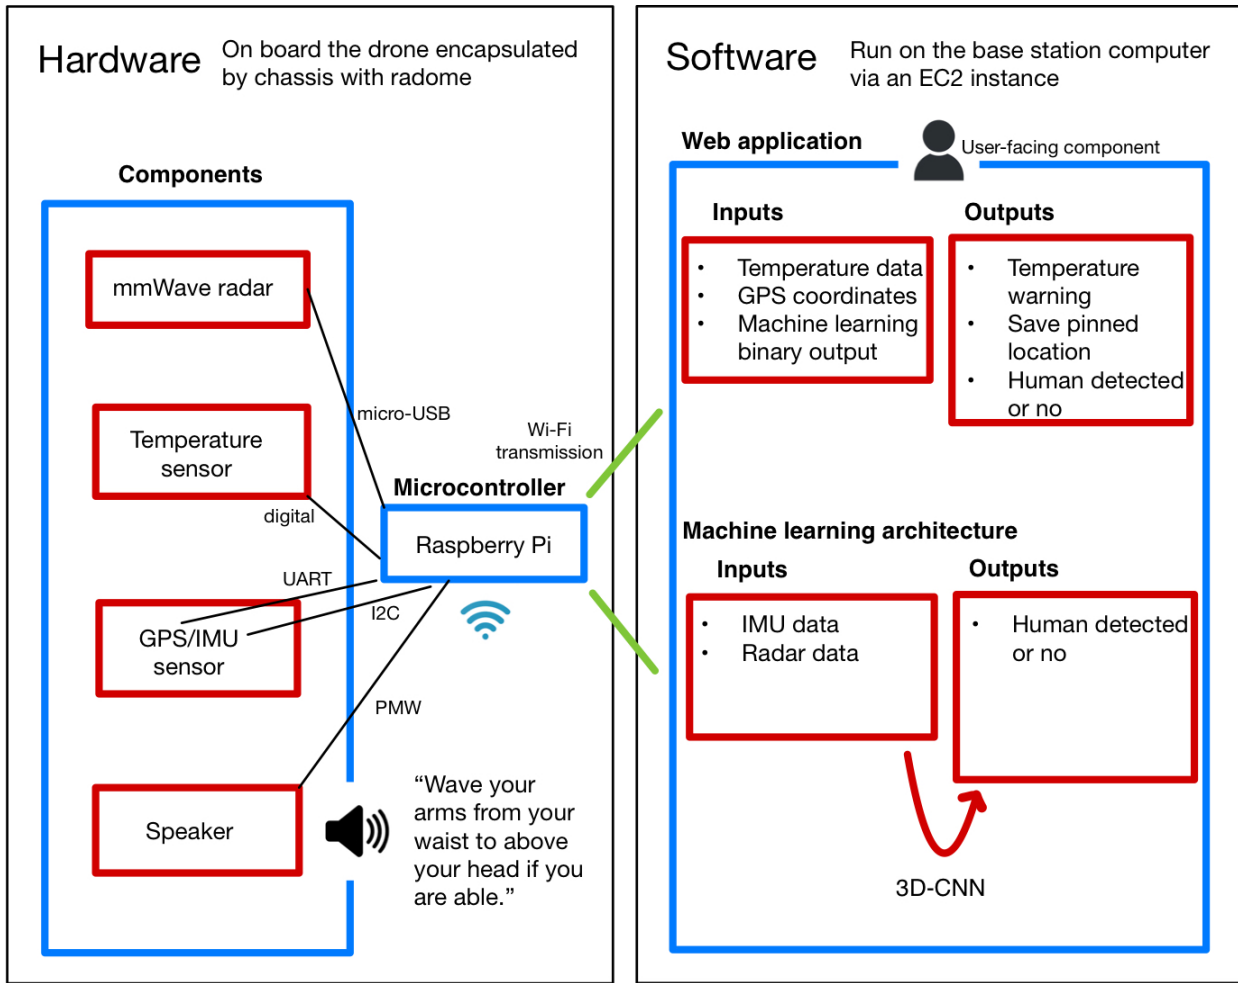 Hardware
On board the drone encapsulated
by chassis with radome
Components
mmWave radar
micro-USB
Temperature
sensor
digital
Wi-Fi
transmission
Microcontroller
Raspberry Pi
UART
I2C
GPS/IMU
sensor
PMW
Speaker
“Wave your
arms from your
waist to above
your head if you
are able.”
Software
Run on the base station computer
via an EC2 instance
Web application
User-facing component
Inputs
• Temperature data
• GPS coordinates
• Machine learning
binary output
Outputs
• Temperature
warning
• Save pinned
location
• Human detected
or no
Machine learning architecture
Inputs
• IMU data
• Radar data
Outputs
• Human detected
or no
3D-CNN